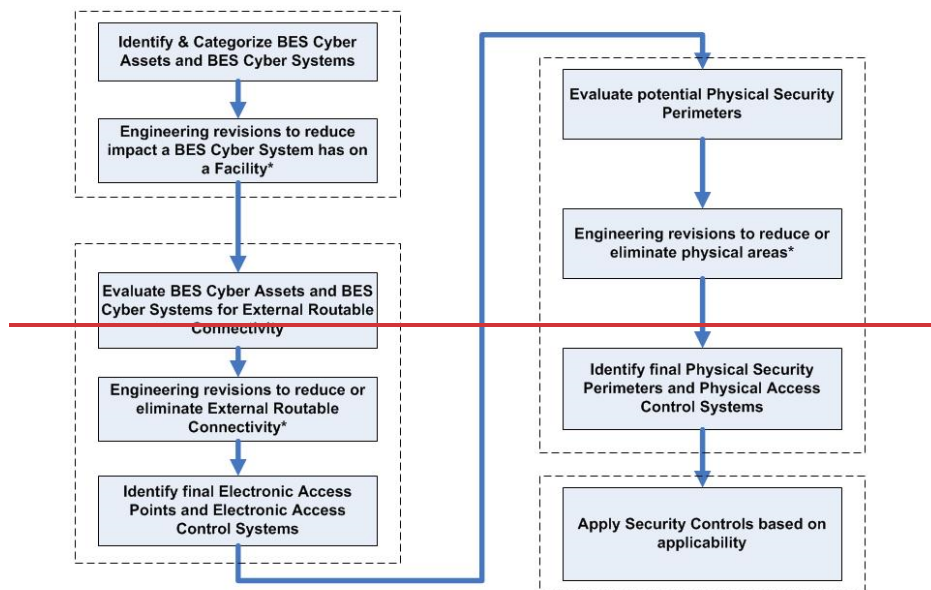 Identify & Categorize BES Cyber
Assets and BES Cyber Systems
Engineering revisions to reduce
impact a BES Cyber System has on
a Facility*
Evaluate BES Cyber Assets and BES
Cyber Systems for External Routable
Connectivity
Engineering revisions to reduce or
eliminate External Routable
Connectivity*
Identify final Electronic Access
Points and Electronic Access
Control Systems
Evaluate potential Physical Security
Perimeters
Engineering revisions to reduce or
eliminate physical areas*
Identify final Physical Security
Perimeters and Physical Access
Control Systems
Apply Security Controls based on
applicability